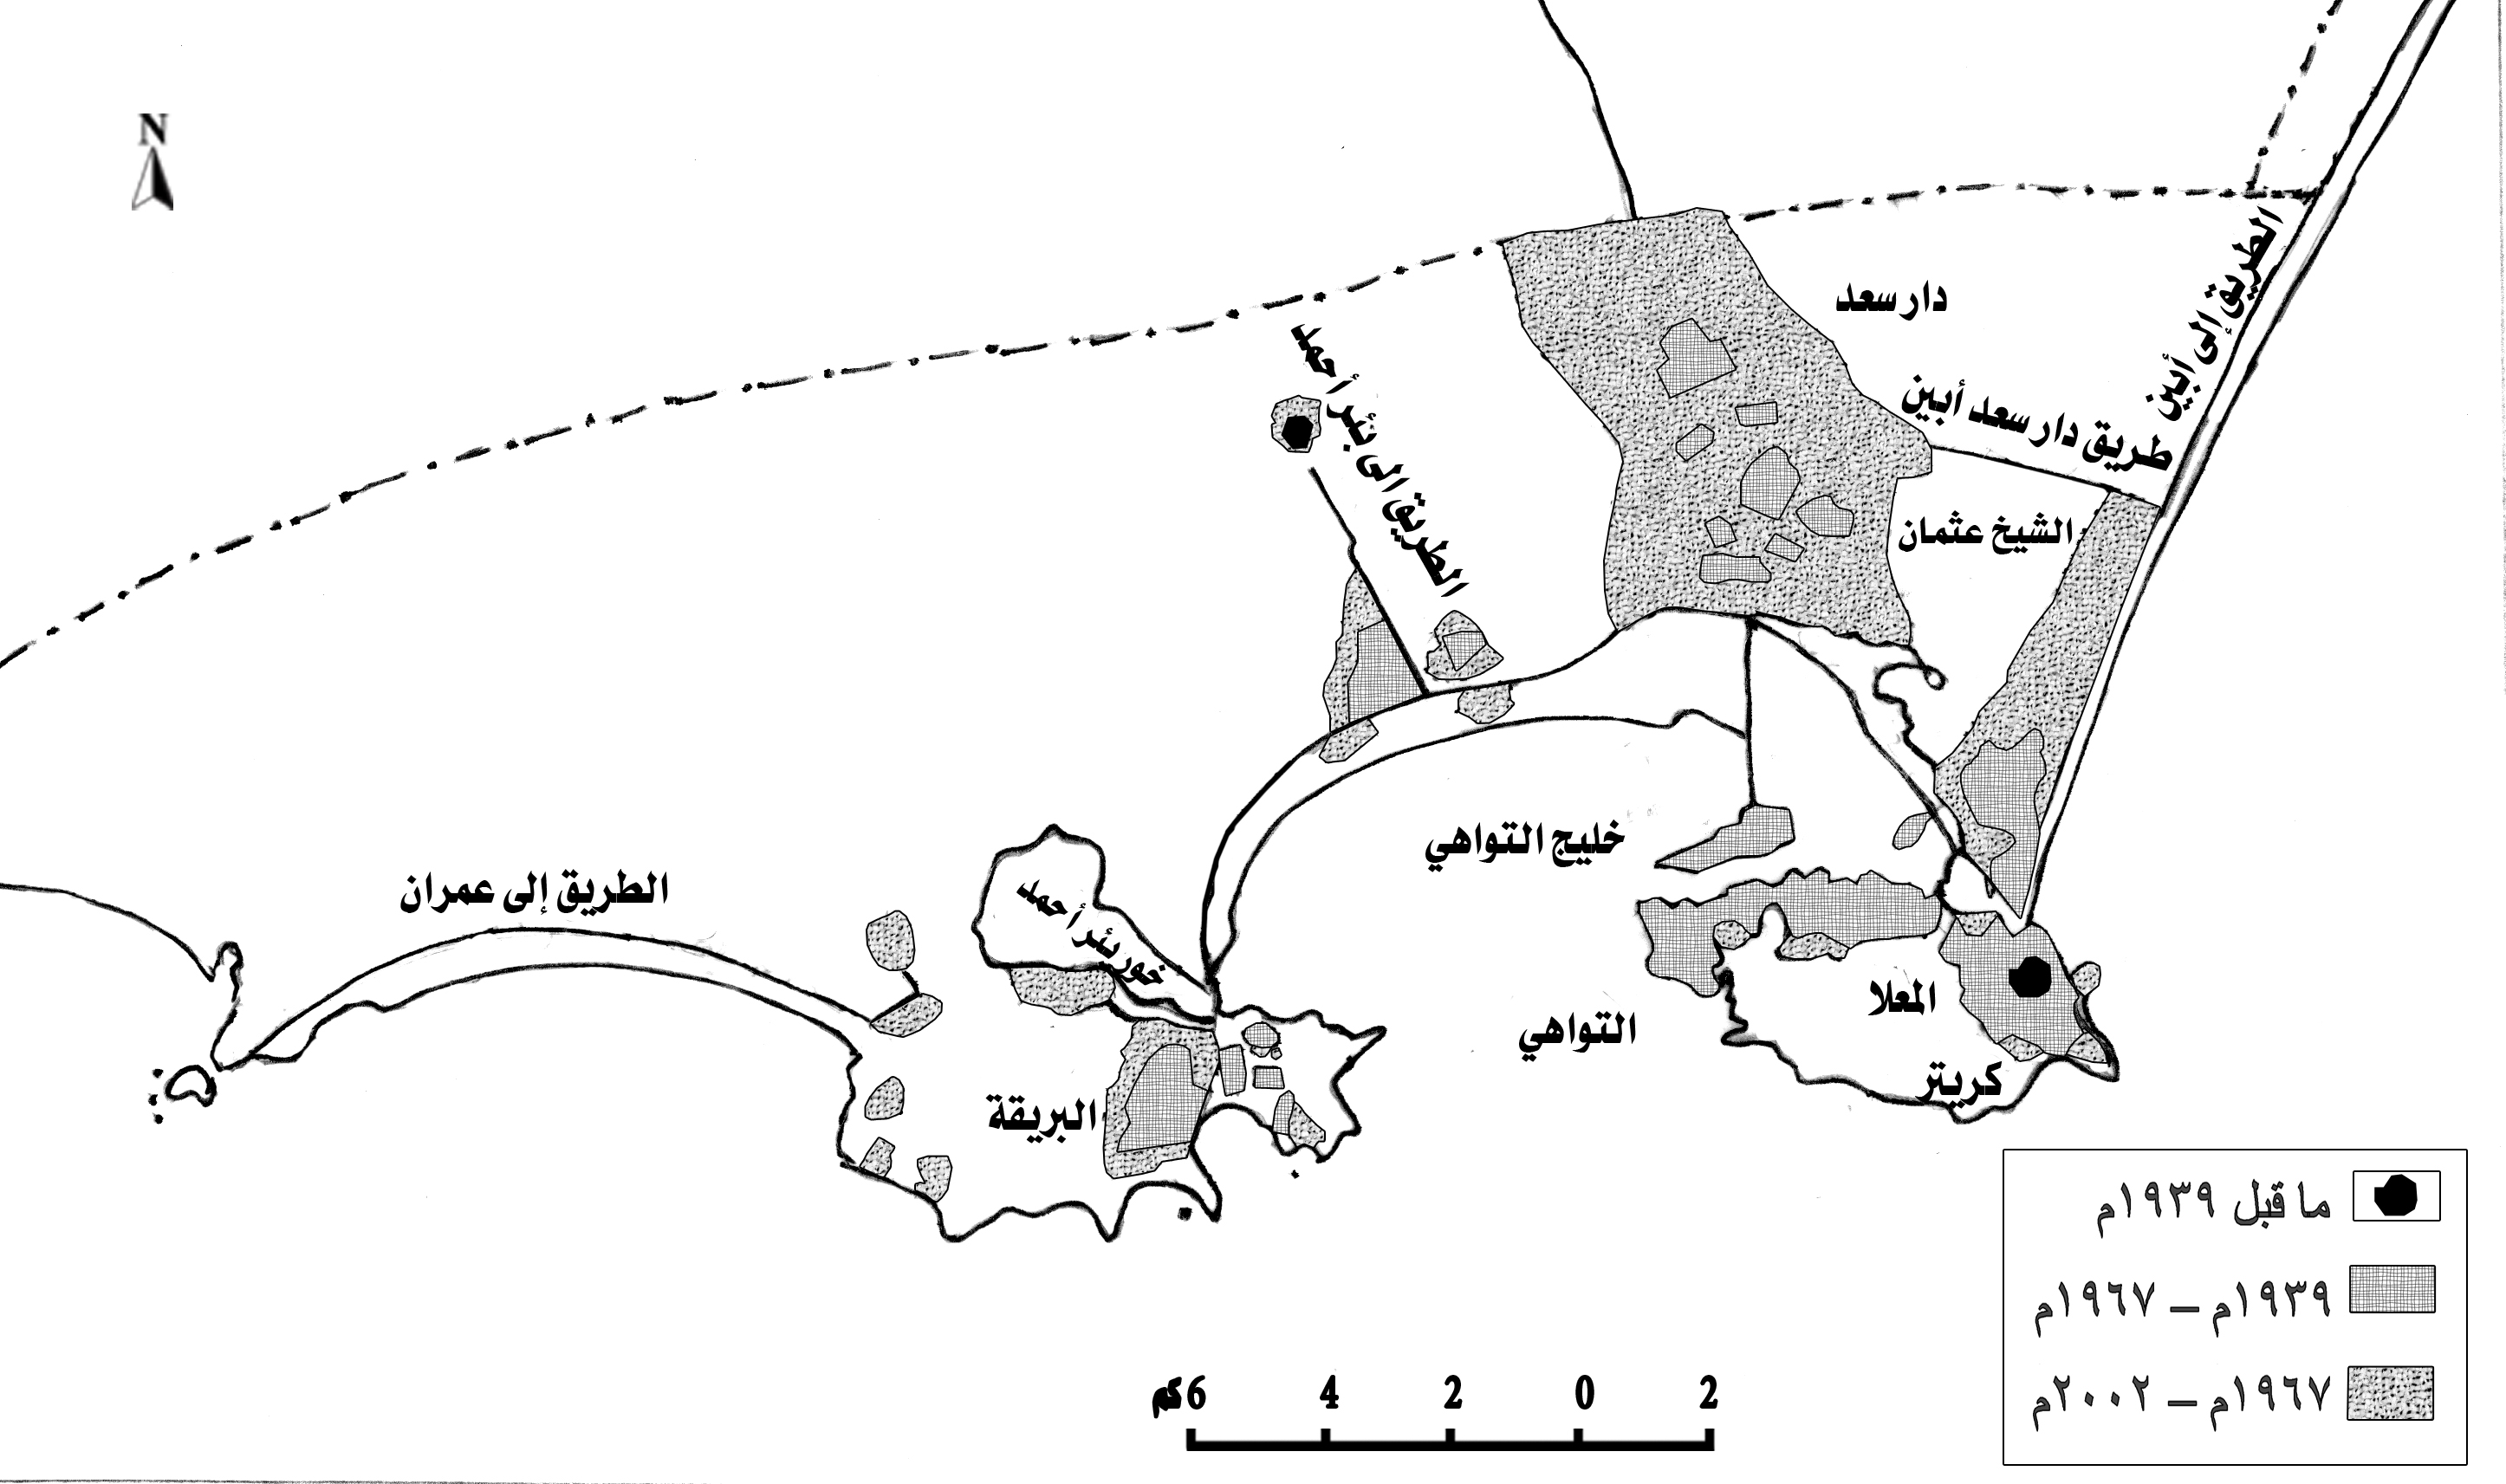 N
الطريق إلى أبين
دار سعد
طريق دار سعد أبين
الطريق الى بئر أحمد
الشيخ عثمان
خليج التواهي
الطريق إلى عمران
خور بئر أحمد
المعلا
التواهي
كريتر
البريقة
ما قبل ١٩٣٩م
١٩٣٩م – ١٩٦٧م
١٩٦٧م – ٢٠٠٢م
2 0 2 4 6كم